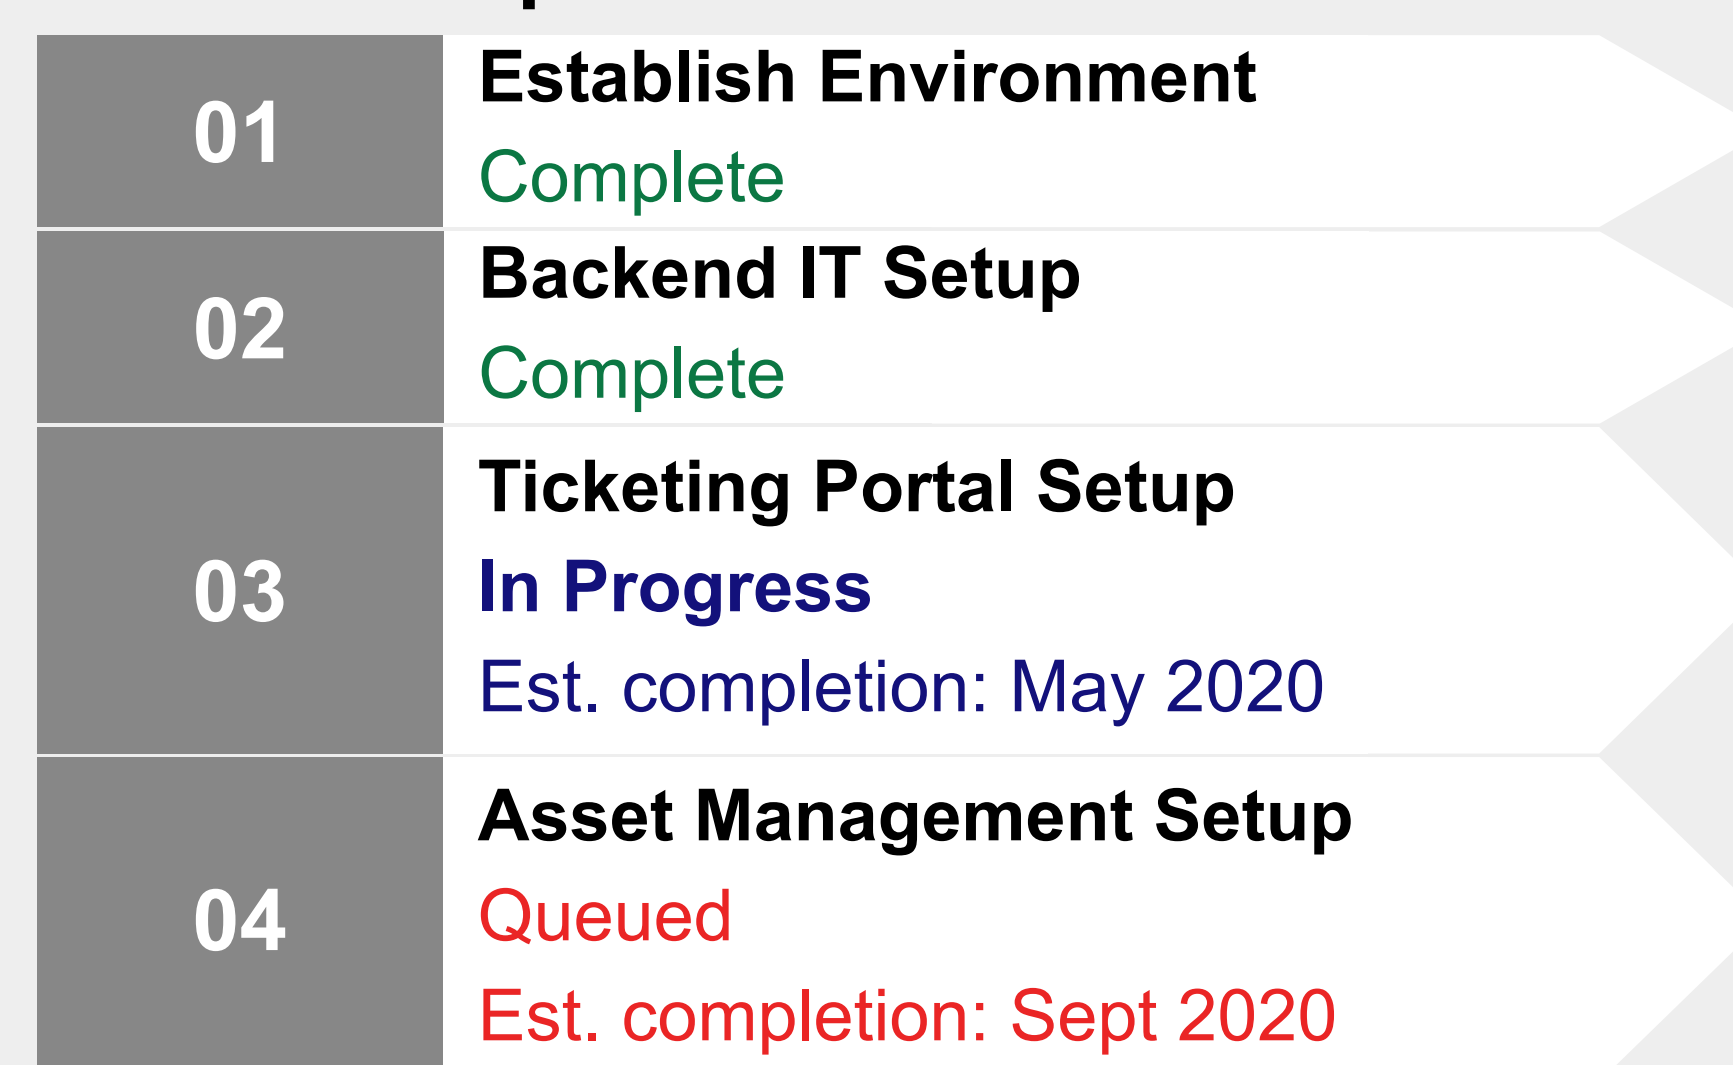 01
Establish Environment
Complete
02
Backend IT Setup
Complete
03
Ticketing Portal Setup
In Progress
Est. completion: May 2020
04
Asset Management Setup
Queued
Est. completion: Sept 2020